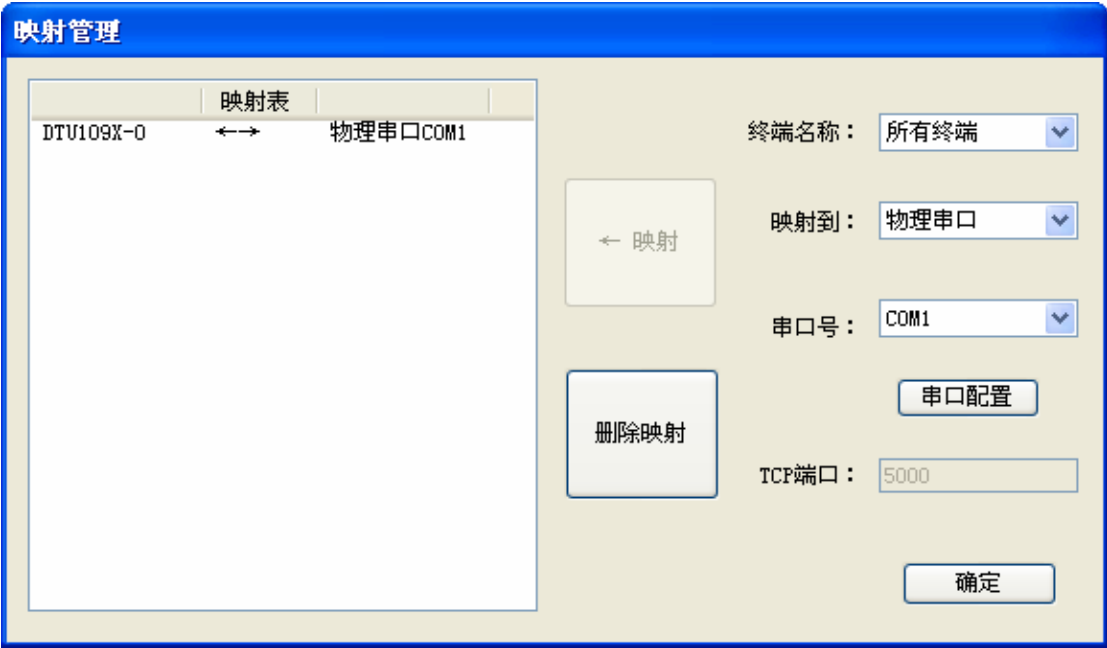 映射管理
映射表
DTU109X-0 ←→ 物理串口COM1
终端名称： 所有终端
← 映射
映射到： 物理串口
串口号： COM1
串口配置
删除映射
TCP端口： 5000
确定